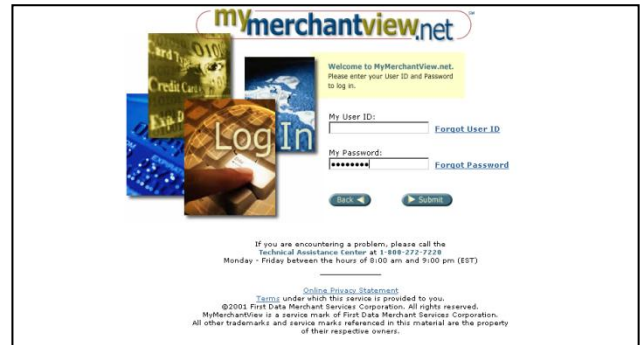 mymerchantview.net
Card Ty
Credit Card
Exp. D
Log In
Welcome to MyMerchantView.net.
Please enter your User ID and Password
to log in.
My User ID:
Forgot User ID
My Password:
••••••••
Forgot Password
Back
Submit
If you are encountering a problem, please call the
Technical Assistance Center at 1-800-272-7228
Monday - Friday between the hours of 8:00 am and 9:00 pm (EST)
Online Privacy Statement
Terms under which this service is provided to you.
©2001 First Data Merchant Services Corporation. All rights reserved.
MyMerchantView is a service mark of First Data Merchant Services Corporation.
All other trademarks and service marks referenced in this material are the property
of their respective owners.